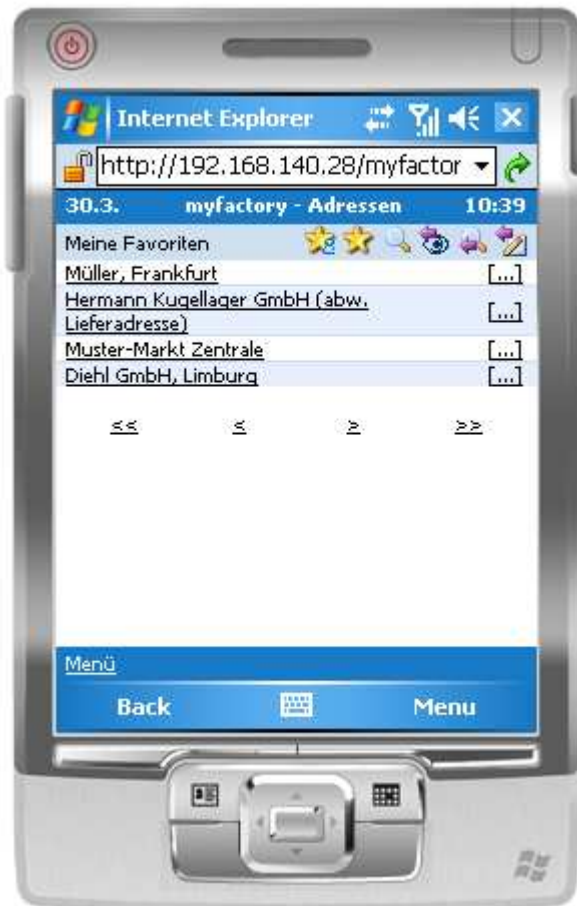 Internet Explorer
http://192.168.140.28/myfactor
30.3. myfactory - Adressen 10:39
Meine Favoriten
Müller, Frankfurt [...]
Hermann Kugellager GmbH (abw.
Lieferadresse) [...]
Muster-Markt Zentrale [...]
Diehl GmbH, Limburg [...]
<< < > >>
Menü
Back Menu